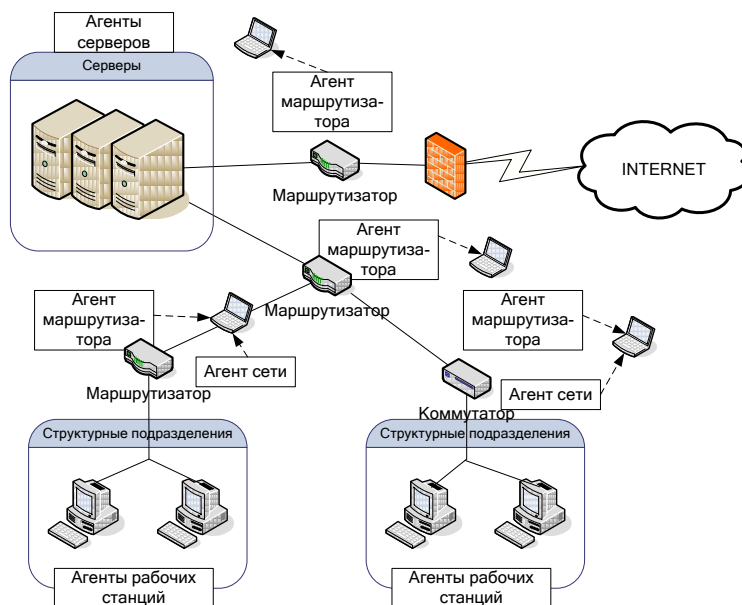 Агенты
серверов
Серверы
Агент
маршрутиза-
тора
Маршрутизатор
INTERNET
Агент
маршрутиза-
тора
Маршрутизатор
Агент
маршрутиза-
тора
Маршрутизатор
Агент сети
Агент
маршрутиза-
тора
Агент сети
Коммутатор
Структурные подразделения
Агенты рабочих
станций
Структурные подразделения
Агенты рабочих
станций